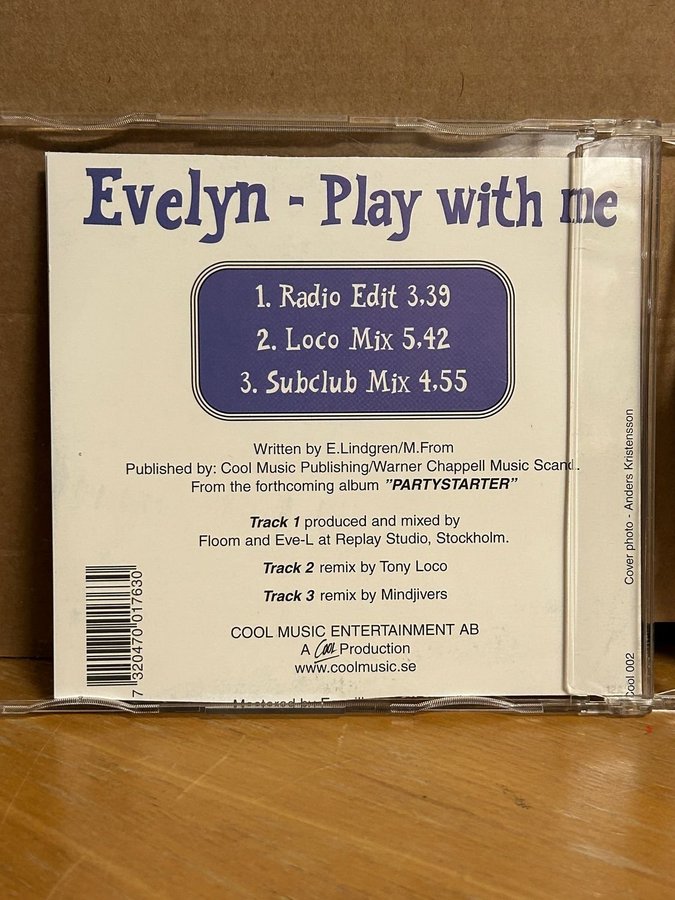 Evelyn - Play with me
1. Radio Edit 3,39
2. Loco Mix 5,42
3. Subclub Mix 4,55
Written by E.Lindgren/M.From
Published by: Cool Music Publishing/Warner Chappell Music Scand.
From the forthcoming album "PARTYSTARTER"
Track 1 produced and mixed by
Floom and Eve-L at Replay Studio, Stockholm.
Track 2 remix by Tony Loco
Track 3 remix by Mindjivers
COOL MUSIC ENTERTAINMENT AB
A Cool Production
www.coolmusic.se
Mastered by
7 320470 017630
Cover photo - Anders Kristensson
Cool 002